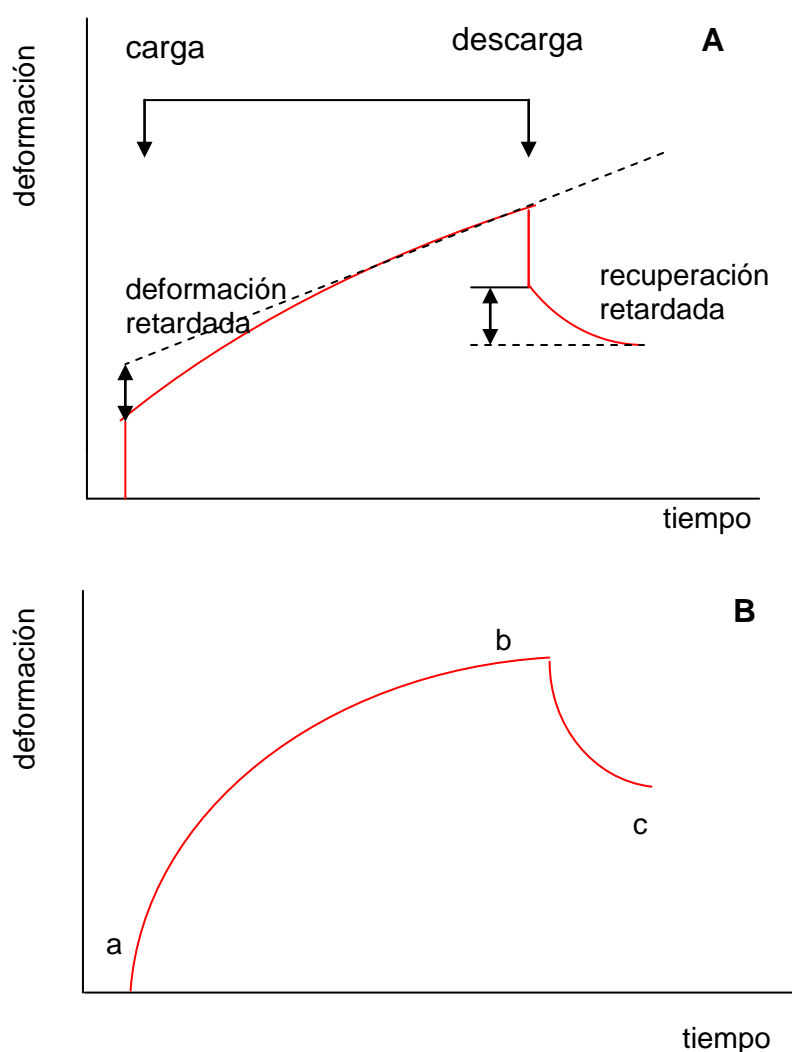 A
carga
descarga
deformación
deformación
retardada
recuperación
retardada
tiempo
B
deformación
b
c
a
tiempo